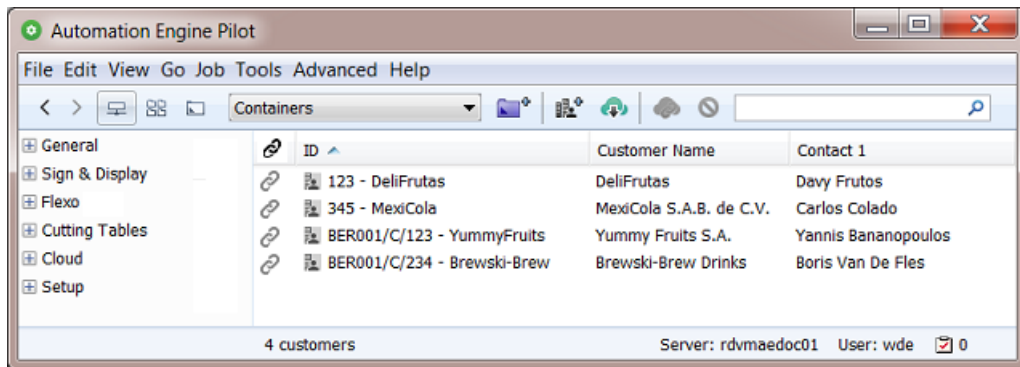 Automation Engine Pilot
File Edit View Go Job Tools Advanced Help
Containers
General
Sign & Display
Flexo
Cutting Tables
Cloud
Setup
ID Customer Name Contact 1
123 - DeliFrutas DeliFrutas Davy Frutos
345 - MexiCola MexiCola S.A.B. de C.V. Carlos Colado
BER001/C/123 - YummyFruits Yummy Fruits S.A. Yannis Bananopoulos
BER001/C/234 - Brewski-Brew Brewski-Brew Drinks Boris Van De Fles
4 customers Server: rdvmaedoc01 User: wde 0